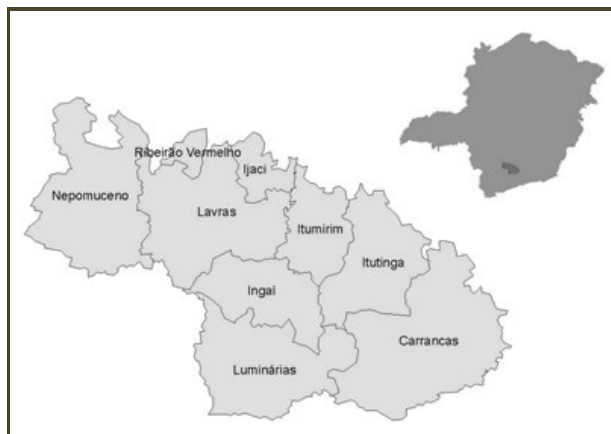 Ribeirão Vermelho
Ijaci
Nepomuceno
Lavras
Itumirim
Itutinga
Ingaí
Carrancas
Luminárias